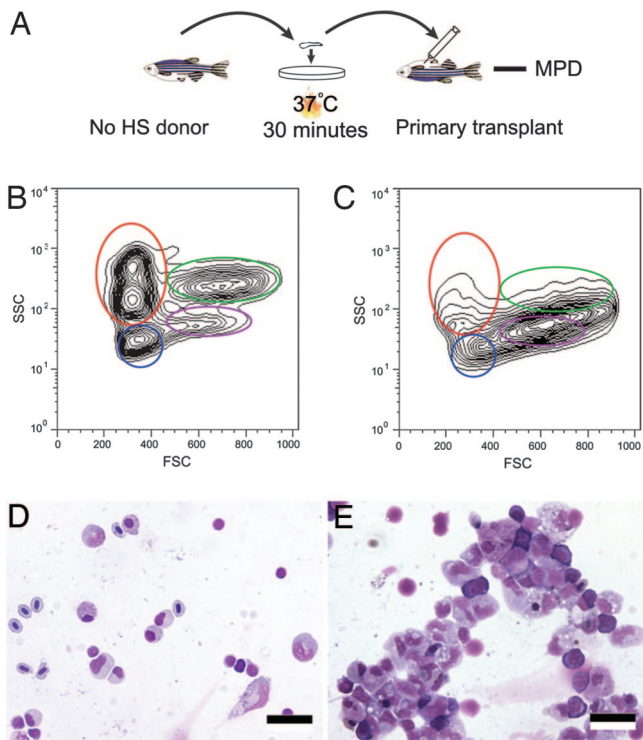 A
37°C
MPD
No HS donor
30 minutes
Primary transplant
B
C
10⁴
10³
10²
10¹
10⁰
SSC
0
200
400
600
800
1000
FSC
10⁴
10³
10²
10¹
10⁰
SSC
0
200
400
600
800
1000
FSC
D
E